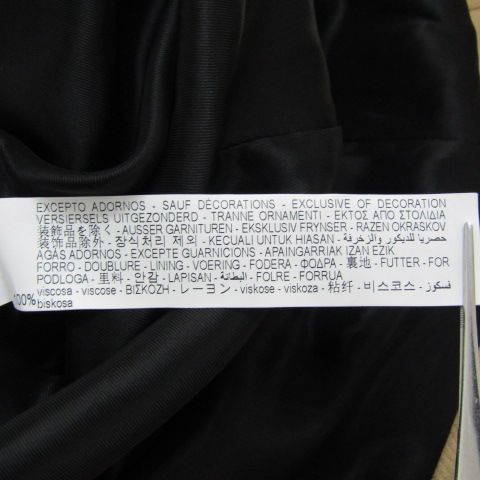 EXCEPTO ADORNOS - SAUF DÉCORATIONS - EXCLUSIVE OF DECORATION
VERSIERSELS UITGEZONDERD - TRANNE ORNAMENTI - ΕΚΤΟΣ ΑΠΟ ΣΤΟΛΙΔΙΑ
装飾品を除く - AUSSER GARNITUREN - EKSKLUSIV FRYNSER - RAZEN OKRASKOV
装饰品除外 - 장식처리 제외 - KECUALI UNTUK HIASAN - حصريا للديكور والزخرفة
AGAS ADORNOS - EXCEPTE GUARNICIONS - APAINGARRIAK IZAN EZIK
FORRO - DOUBLURE - LINING - VOERING - FODERA - ΦΟΔΡΑ - 裏地 - FUTTER - FOR
PODLOGA - 里料 - 안감 - LAPISAN - البطانة - FOLRE - FORRUA
100% viscosa - viscose - ΒΙΣΚΟΖΗ - レーヨン - viskose - viskoza - 粘纤 - 비스코스 - فسكوز
biskosa